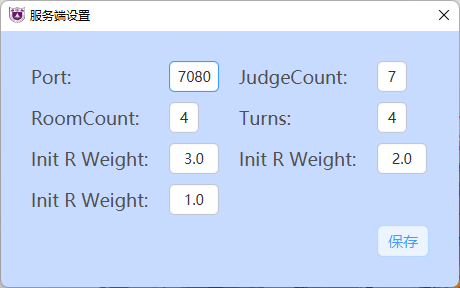 服务端设置
Port: 7080 JudgeCount: 7
RoomCount: 4 Turns: 4
Init R Weight: 3.0 Init R Weight: 2.0
Init R Weight: 1.0
保存